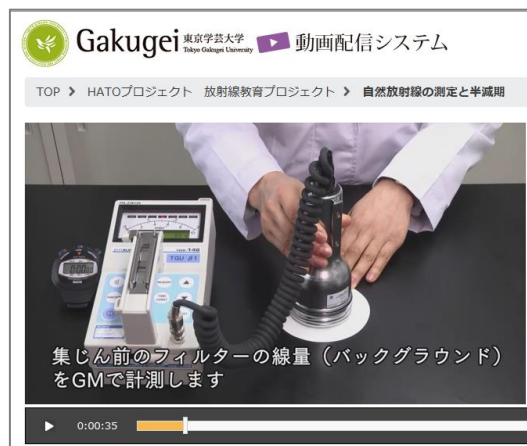 Gakugei 東京学芸大学 Tokyo Gakugei University 動画配信システム
TOP > HATOプロジェクト 放射線教育プロジェクト > 自然放射線の測定と半減期
TGU β1
集じん前のフィルターの線量（バックグラウンド）
をGMで計測します
0:00:35